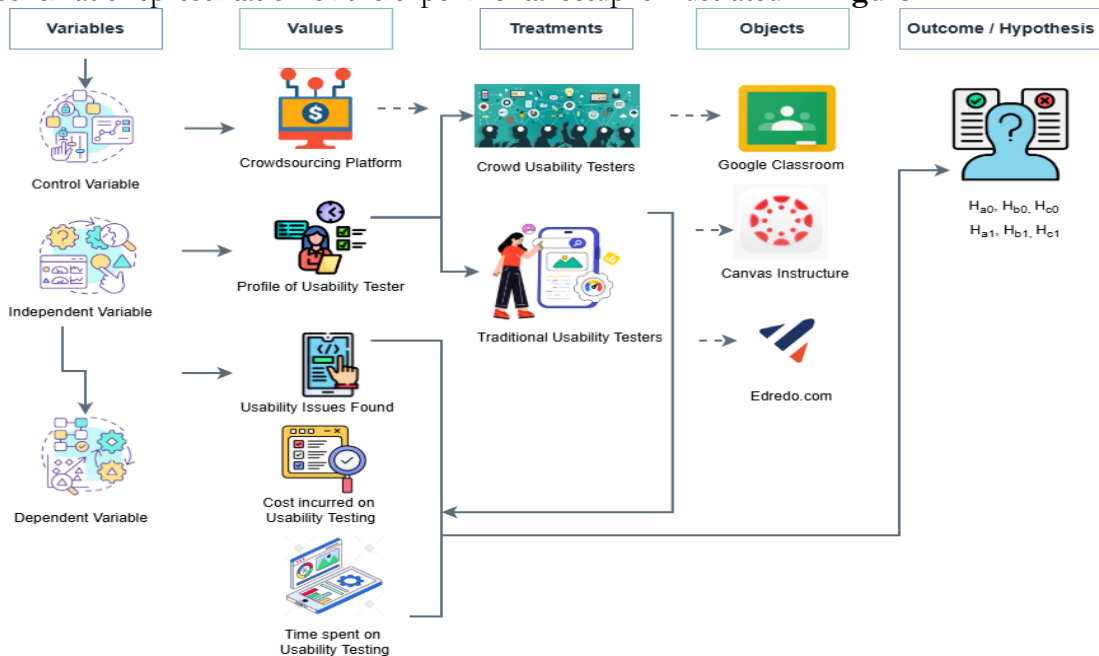 Variables
Values
Treatments
Objects
Outcome / Hypothesis
Control Variable
Crowdsourcing Platform
Crowd Usability Testers
Google Classroom
Ha0, Hb0, Hc0
Ha1, Hb1, Hc1
Independent Variable
Profile of Usability Tester
Traditional Usability Testers
Canvas Instructure
Usability Issues Found
Edredo.com
Dependent Variable
Cost incurred on
Usability Testing
Time spent on
Usability Testing